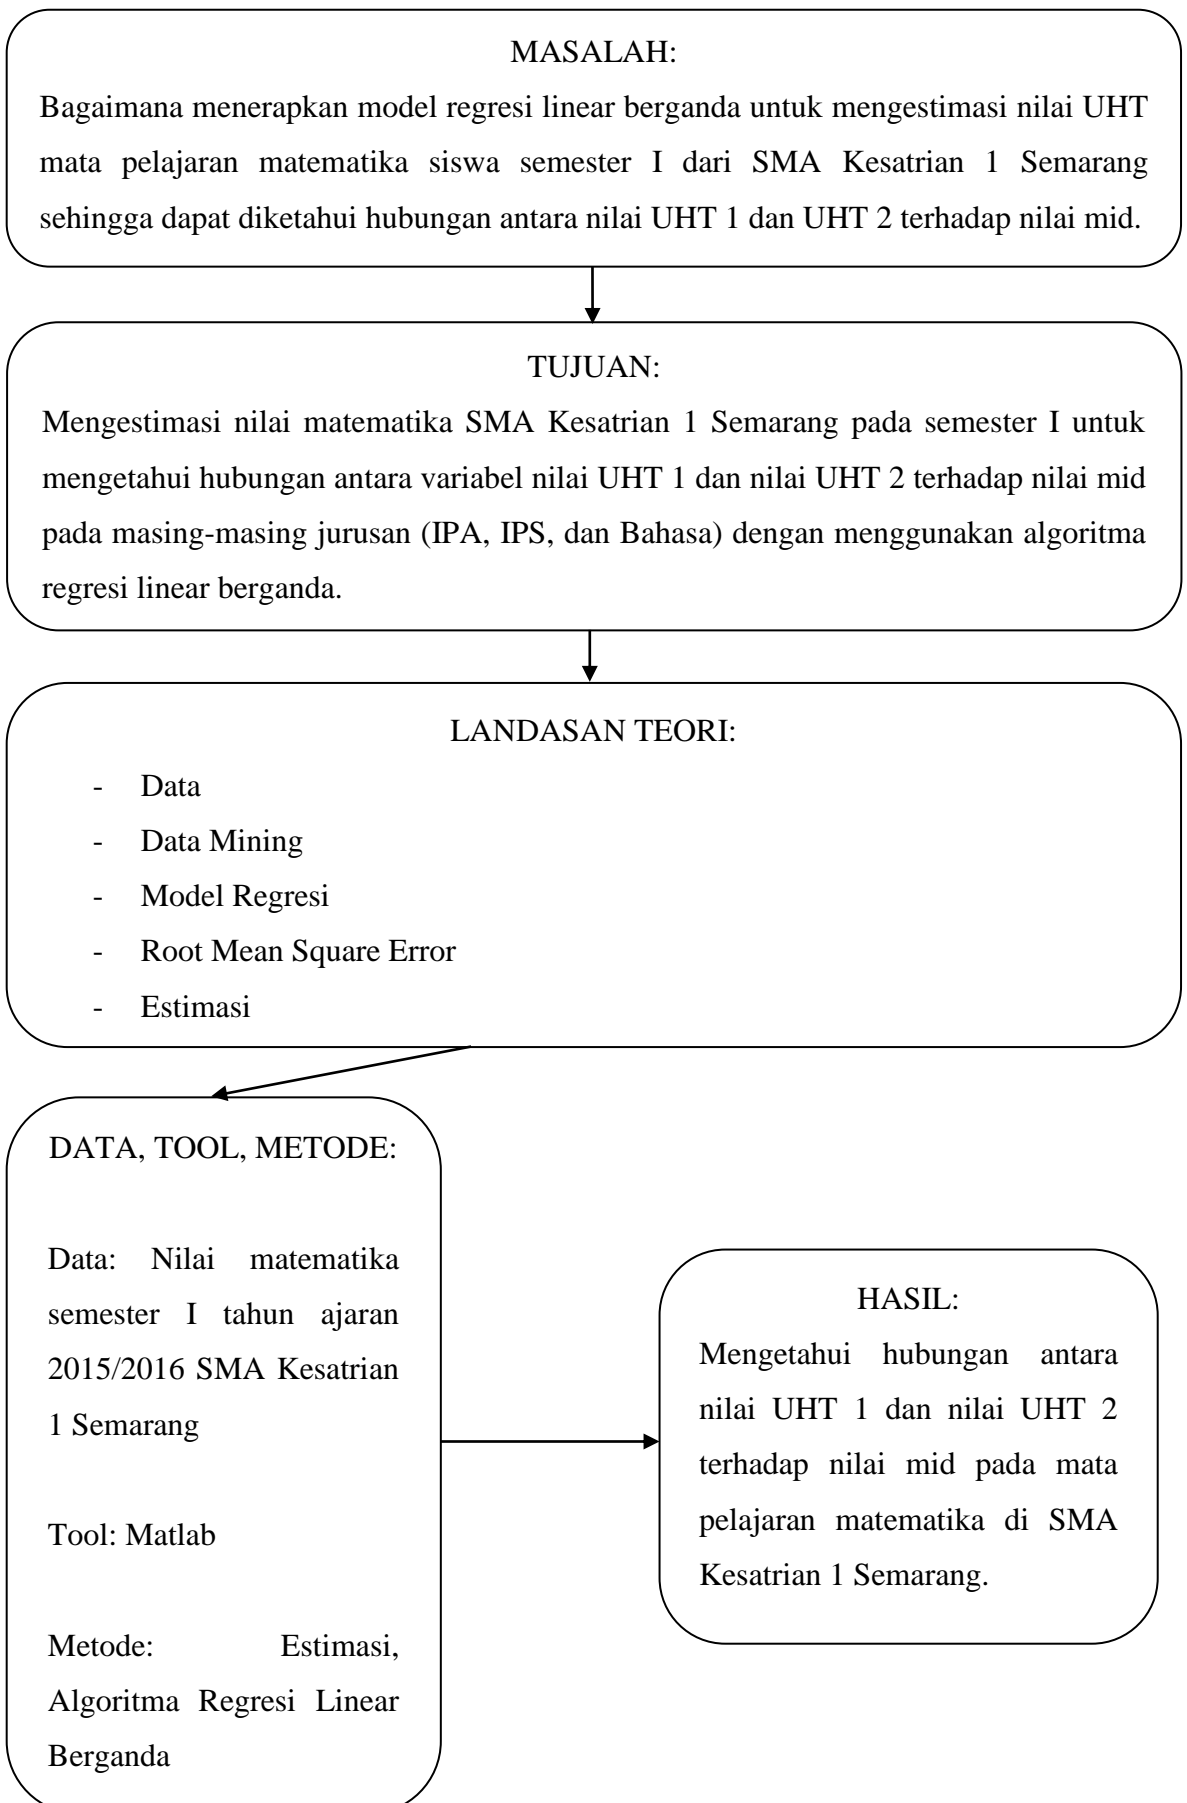 MASALAH:
Bagaimana menerapkan model regresi linear berganda untuk mengestimasi nilai UHT
mata pelajaran matematika siswa semester I dari SMA Kesatrian 1 Semarang
sehingga dapat diketahui hubungan antara nilai UHT 1 dan UHT 2 terhadap nilai mid.
TUJUAN:
Mengestimasi nilai matematika SMA Kesatrian 1 Semarang pada semester I untuk
mengetahui hubungan antara variabel nilai UHT 1 dan nilai UHT 2 terhadap nilai mid
pada masing-masing jurusan (IPA, IPS, dan Bahasa) dengan menggunakan algoritma
regresi linear berganda.
LANDASAN TEORI:
- Data
- Data Mining
- Model Regresi
- Root Mean Square Error
- Estimasi
DATA, TOOL, METODE:
Data: Nilai matematika
semester I tahun ajaran
2015/2016 SMA Kesatrian
1 Semarang
Tool: Matlab
Metode: Estimasi,
Algoritma Regresi Linear
Berganda
HASIL:
Mengetahui hubungan antara
nilai UHT 1 dan nilai UHT 2
terhadap nilai mid pada mata
pelajaran matematika di SMA
Kesatrian 1 Semarang.